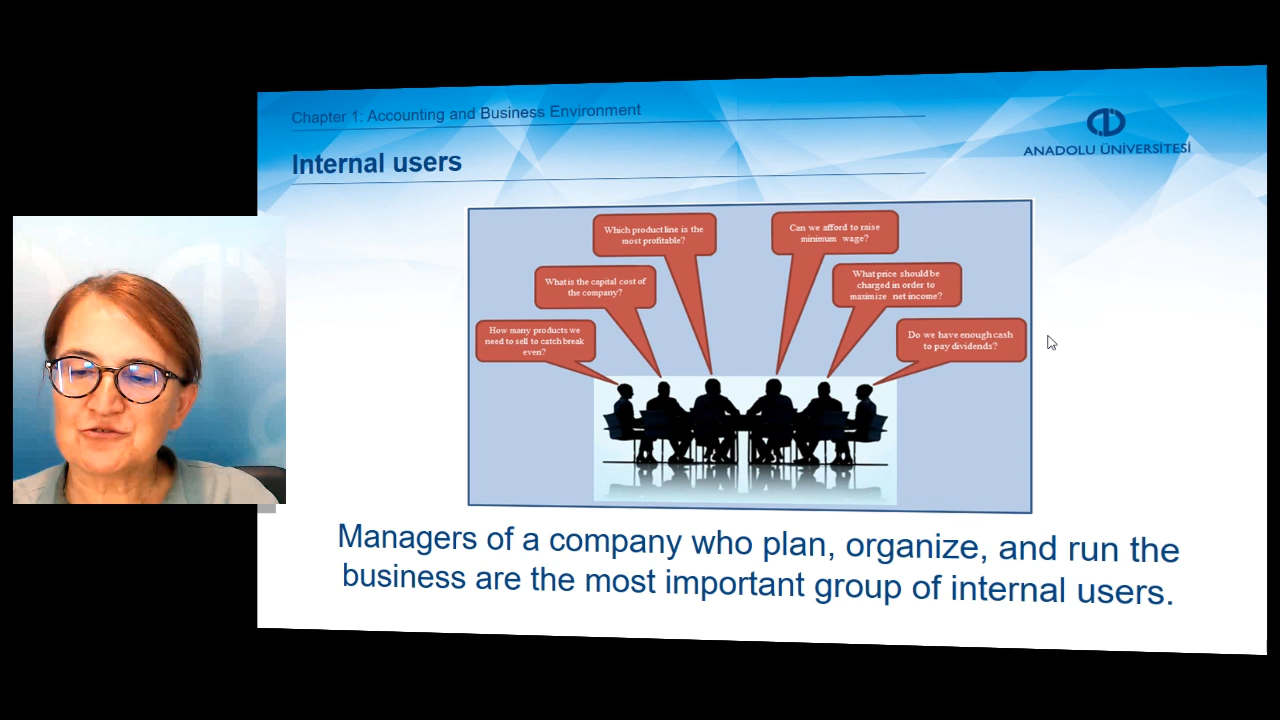 Chapter 1: Accounting and Business Environment
ANADOLU ÜNİVERSİTESİ
Internal users
Which product line is the
most profitable?
Can we afford to raise
minimum wage?
What is the capital cost of
the company?
What price should be
charged in order to
maximize net income?
How many products we
need to sell to catch break
even?
Do we have enough cash
to pay dividends?
Managers of a company who plan, organize, and run the
business are the most important group of internal users.